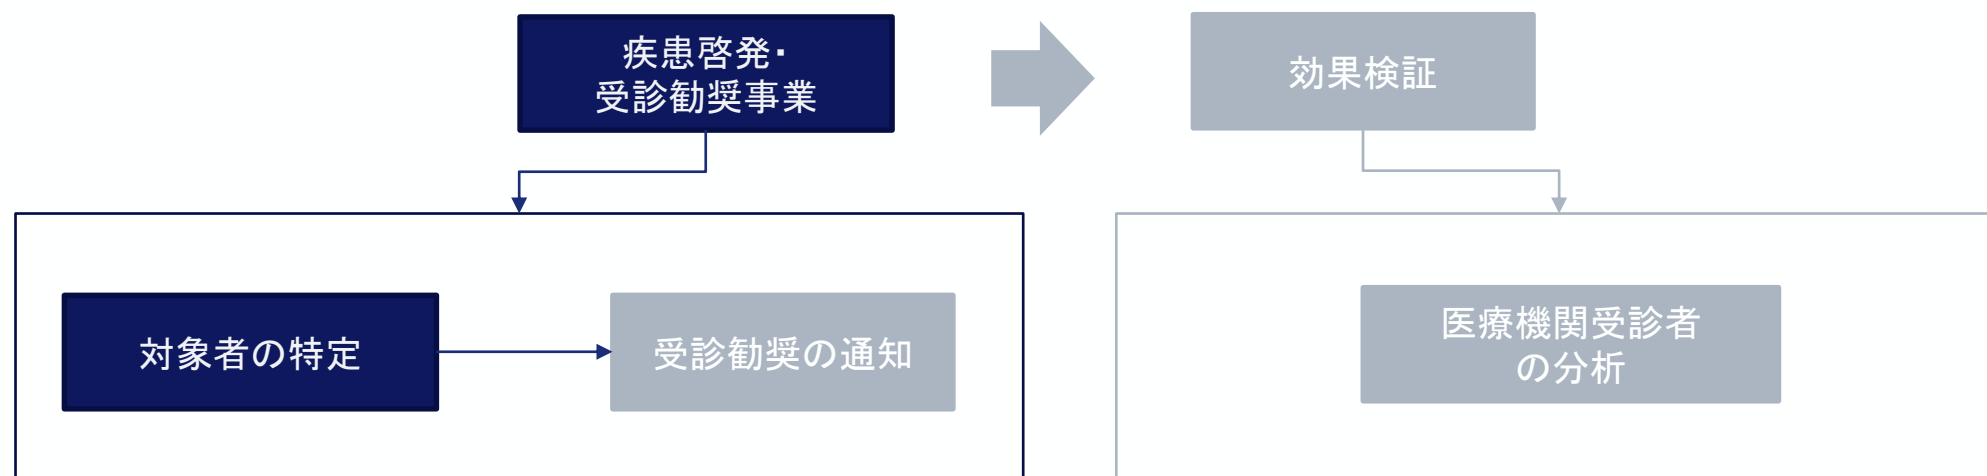 疾患啓発・
受診勧奨事業
効果検証
対象者の特定
受診勧奨の通知
医療機関受診者
の分析